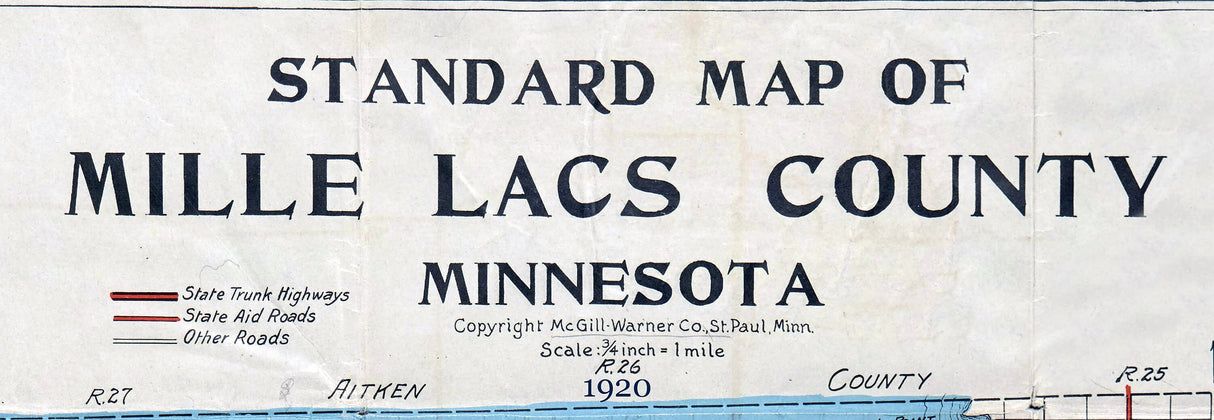 STANDARD MAP OF
MILLE LACS COUNTY
MINNESOTA
State Trunk Highways
State Aid Roads
Other Roads
Copyright McGill-Warner Co., St. Paul, Minn.
Scale: 3/4 inch = 1 mile
R.26
1920
R.27 AITKEN COUNTY R.25
POINT